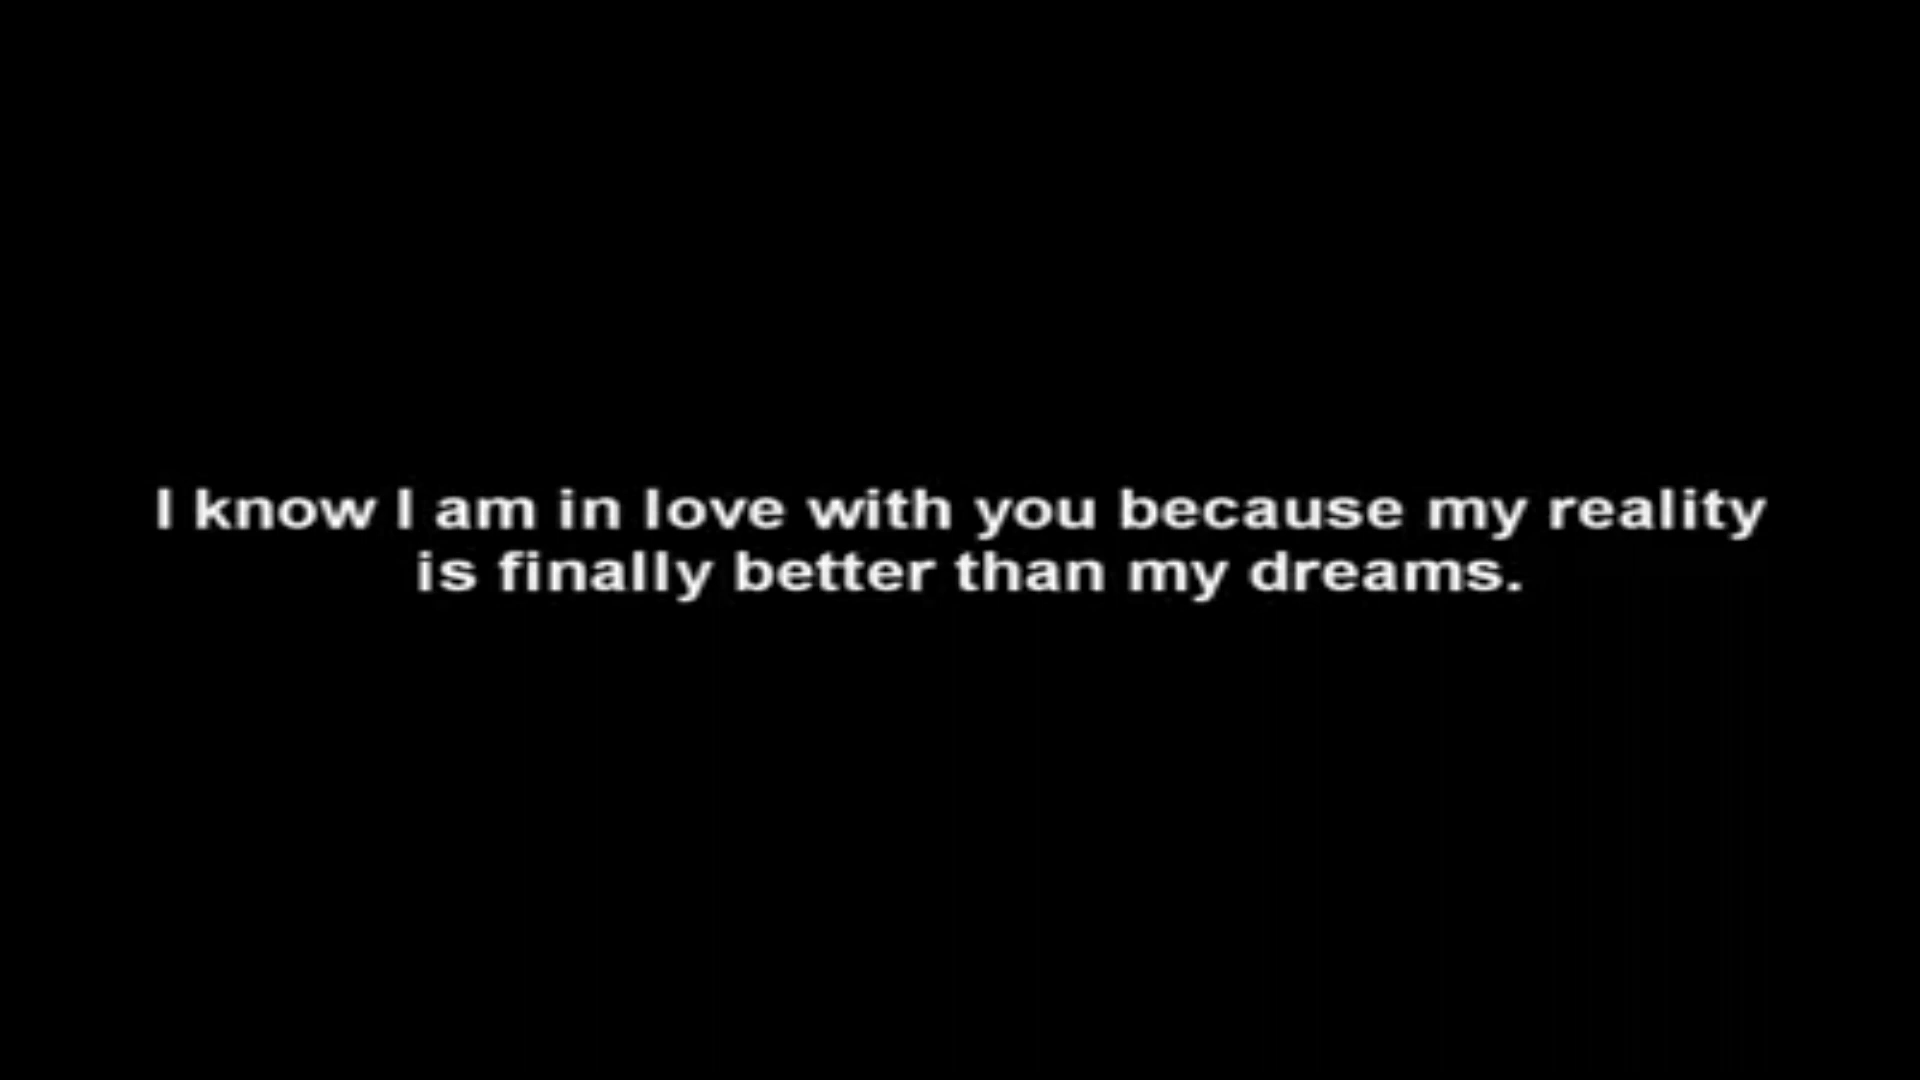 I know I am in love with you because my reality
is finally better than my dreams.